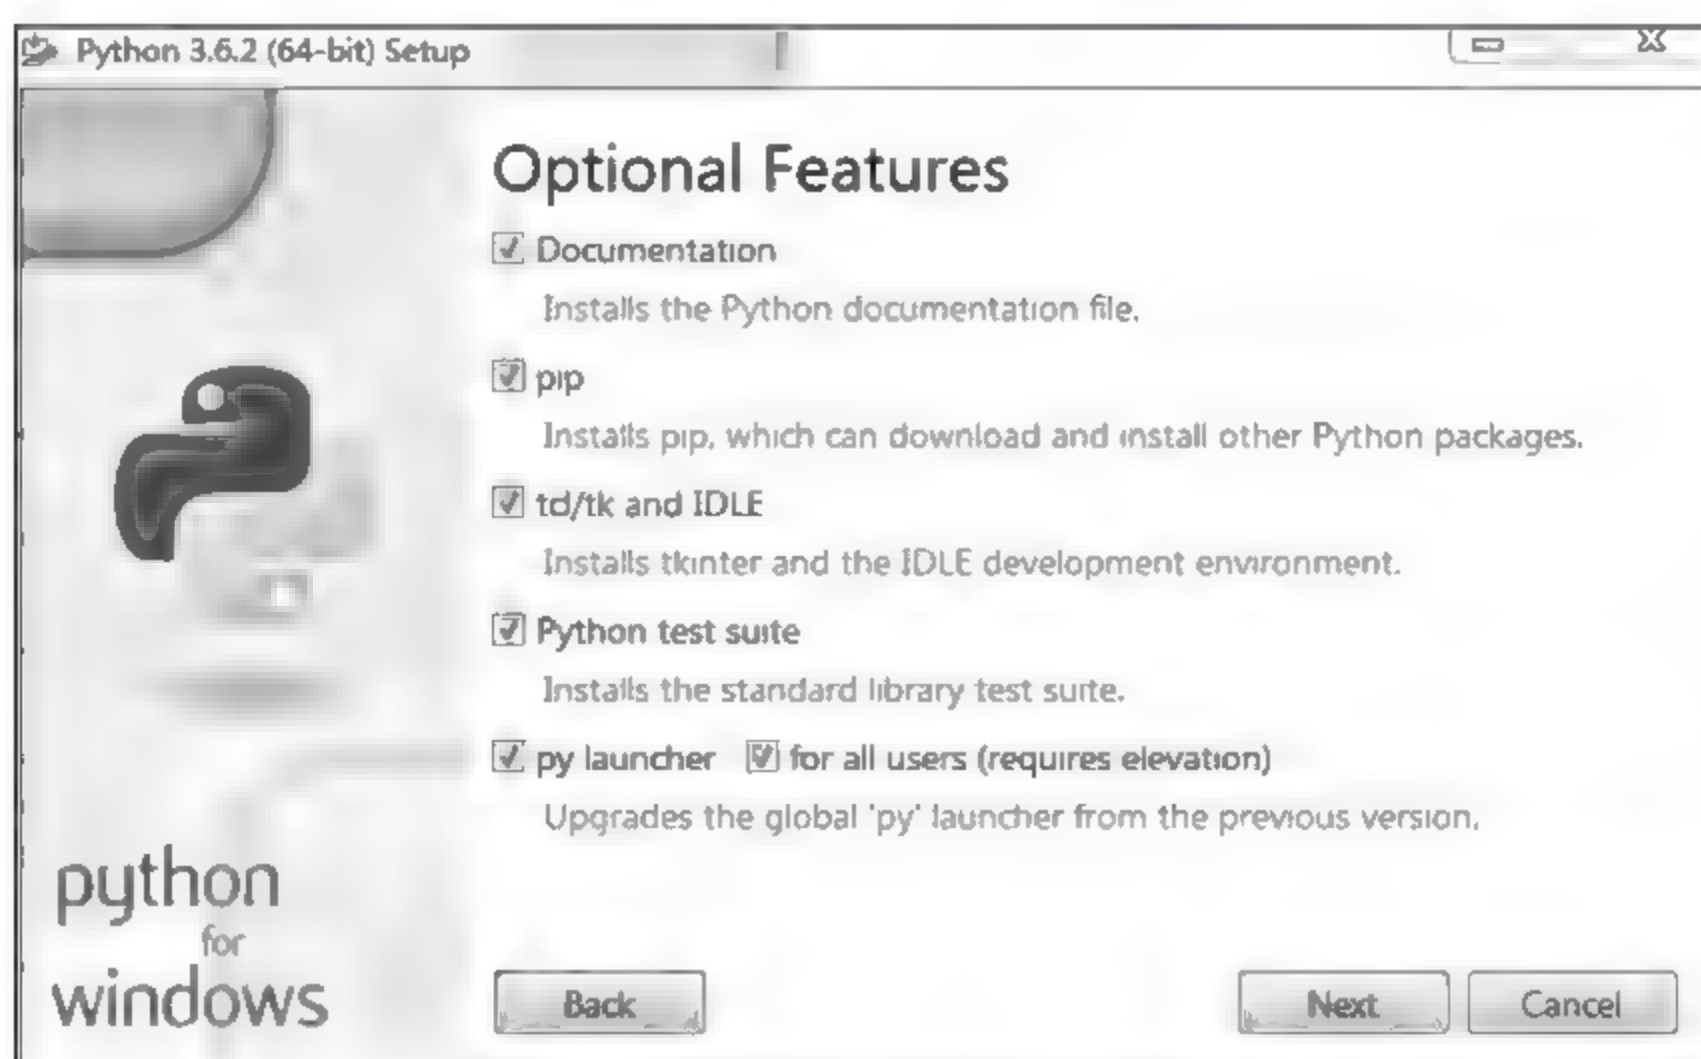 Python 3.6.2 (64-bit) Setup
Optional Features
Documentation
Installs the Python documentation file.
pip
Installs pip, which can download and install other Python packages.
tcl/tk and IDLE
Installs tkinter and the IDLE development environment.
Python test suite
Installs the standard library test suite.
py launcher for all users (requires elevation)
Upgrades the global 'py' launcher from the previous version.
python
for
windows
Back Next Cancel